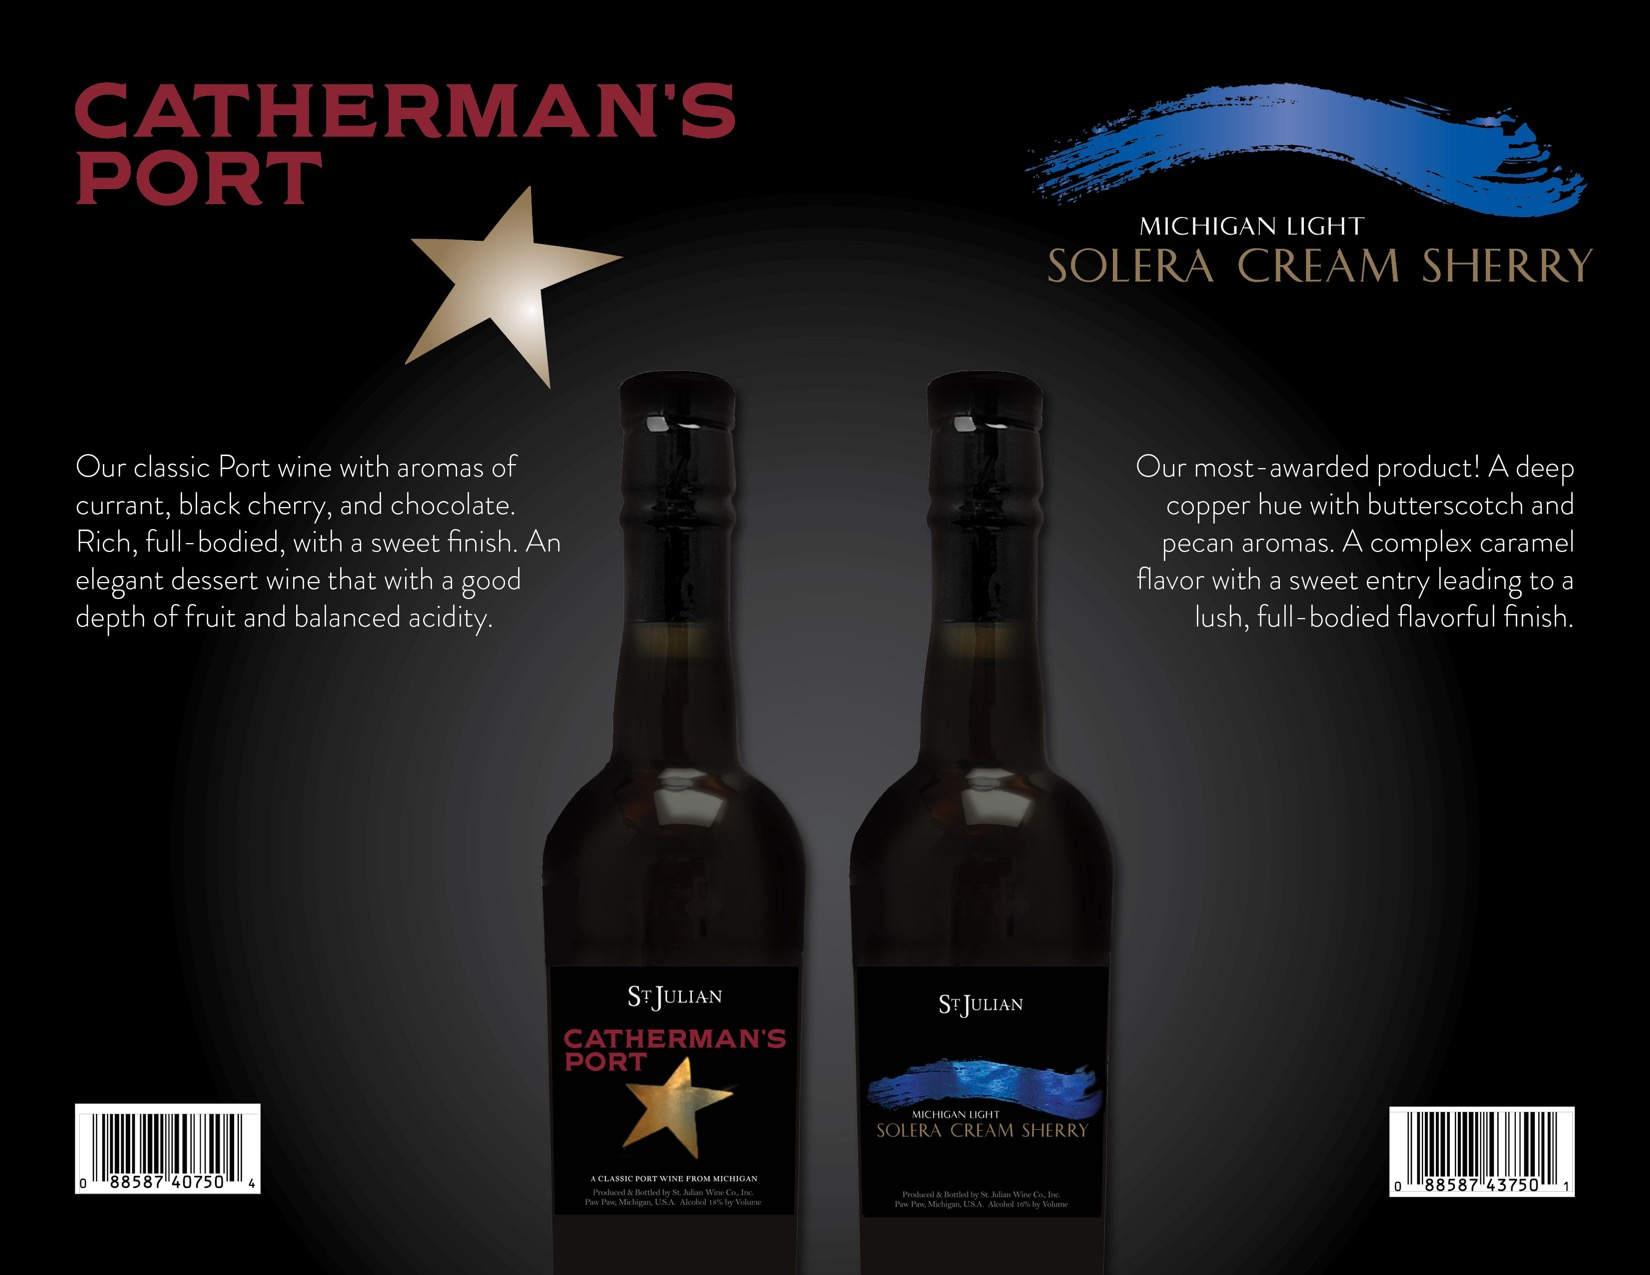 CATHERMAN'S
PORT
MICHIGAN LIGHT
SOLERA CREAM SHERRY
Our classic Port wine with aromas of
currant, black cherry, and chocolate.
Rich, full-bodied, with a sweet finish. An
elegant dessert wine that with a good
depth of fruit and balanced acidity.
Our most-awarded product! A deep
copper hue with butterscotch and
pecan aromas. A complex caramel
flavor with a sweet entry leading to a
lush, full-bodied flavorful finish.
ST JULIAN
CATHERMAN'S
PORT
A CLASSIC PORT WINE FROM MICHIGAN
Produced & Bottled by St. Julian Wine Co., Inc.
Paw Paw, Michigan, U.S.A. Alcohol 18% by Volume
ST JULIAN
MICHIGAN LIGHT
SOLERA CREAM SHERRY
Produced & Bottled by St. Julian Wine Co., Inc.
Paw Paw, Michigan, U.S.A. Alcohol 16% by Volume
0 88587 40750 4
0 88587 43750 1